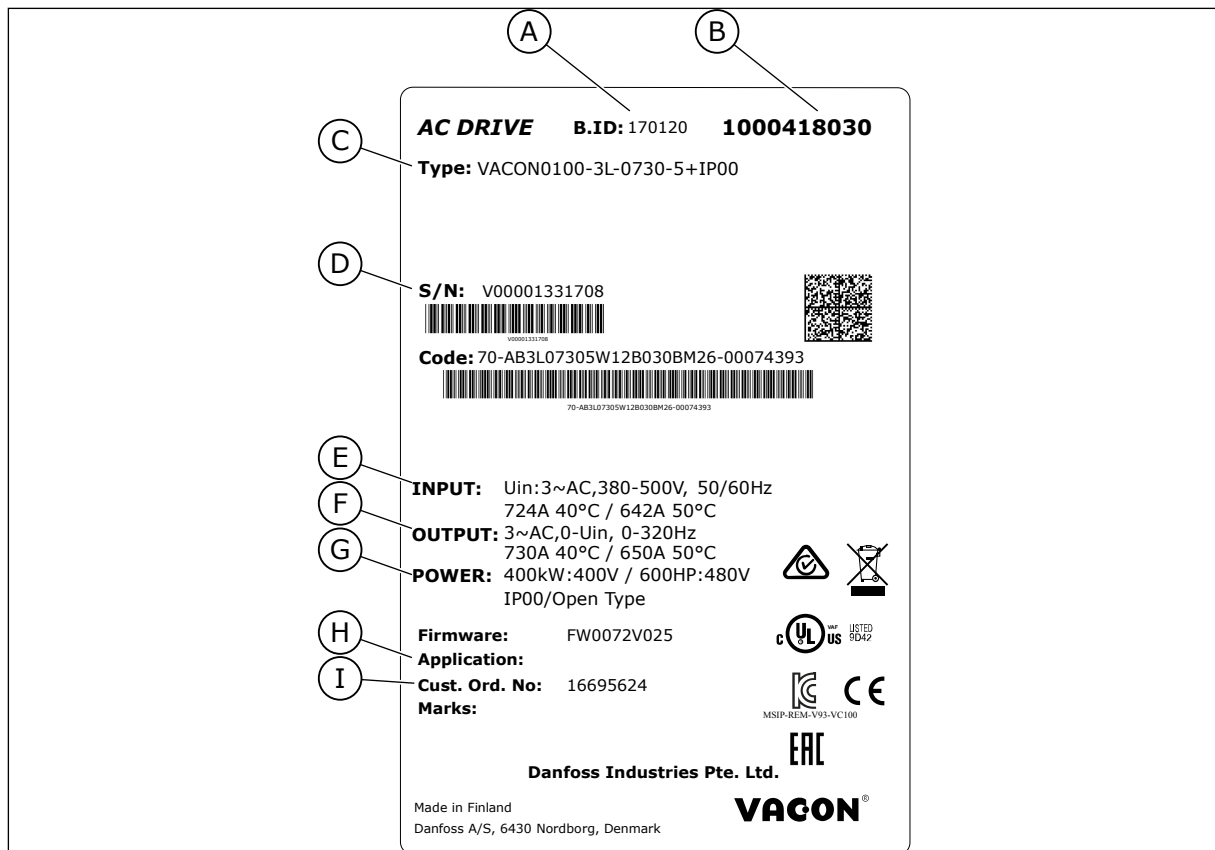 A
B
AC DRIVE B.ID: 170120 1000418030
C
Type: VACON0100-3L-0730-5+IP00
D
S/N: V00001331708
V00001331708
Code: 70-AB3L07305W12B030BM26-00074393
70-AB3L07305W12B030BM26-00074393
E
INPUT: Uin:3~AC,380-500V, 50/60Hz
724A 40°C / 642A 50°C
F
OUTPUT: 3~AC,0-Uin, 0-320Hz
730A 40°C / 650A 50°C
G
POWER: 400kW:400V / 600HP:480V
IP00/Open Type
H
Firmware: FW0072V025
Application:
I
Cust. Ord. No: 16695624
Marks:
C UL US VAF LISTED
9D42
CE
MSIP-REM-V93-VC100
EAC
Danfoss Industries Pte. Ltd.
Made in Finland
Danfoss A/S, 6430 Nordborg, Denmark
VACON®